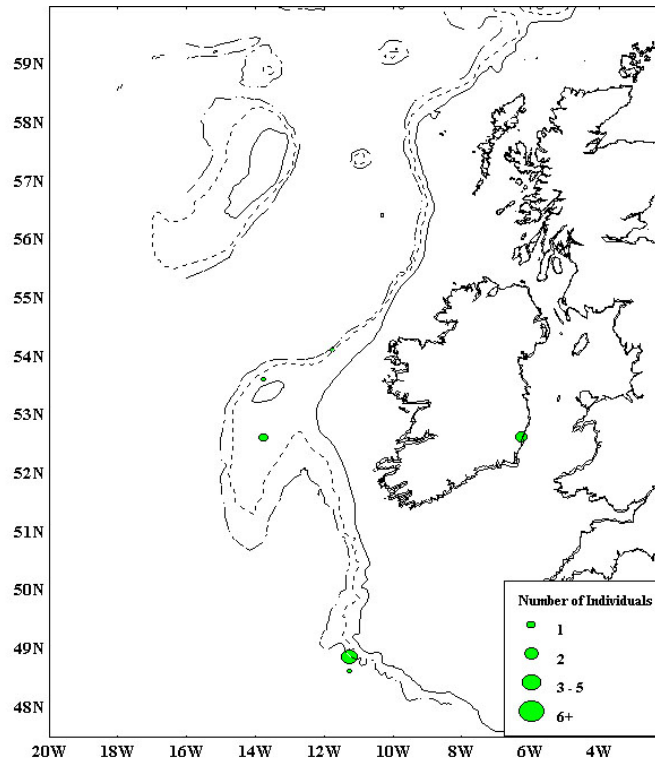 59N
58N
57N
56N
55N
54N
53N
52N
51N
50N
49N
48N
Number of Individuals
1
2
3 - 5
6+
20W 18W 16W 14W 12W 10W 8W 6W 4W